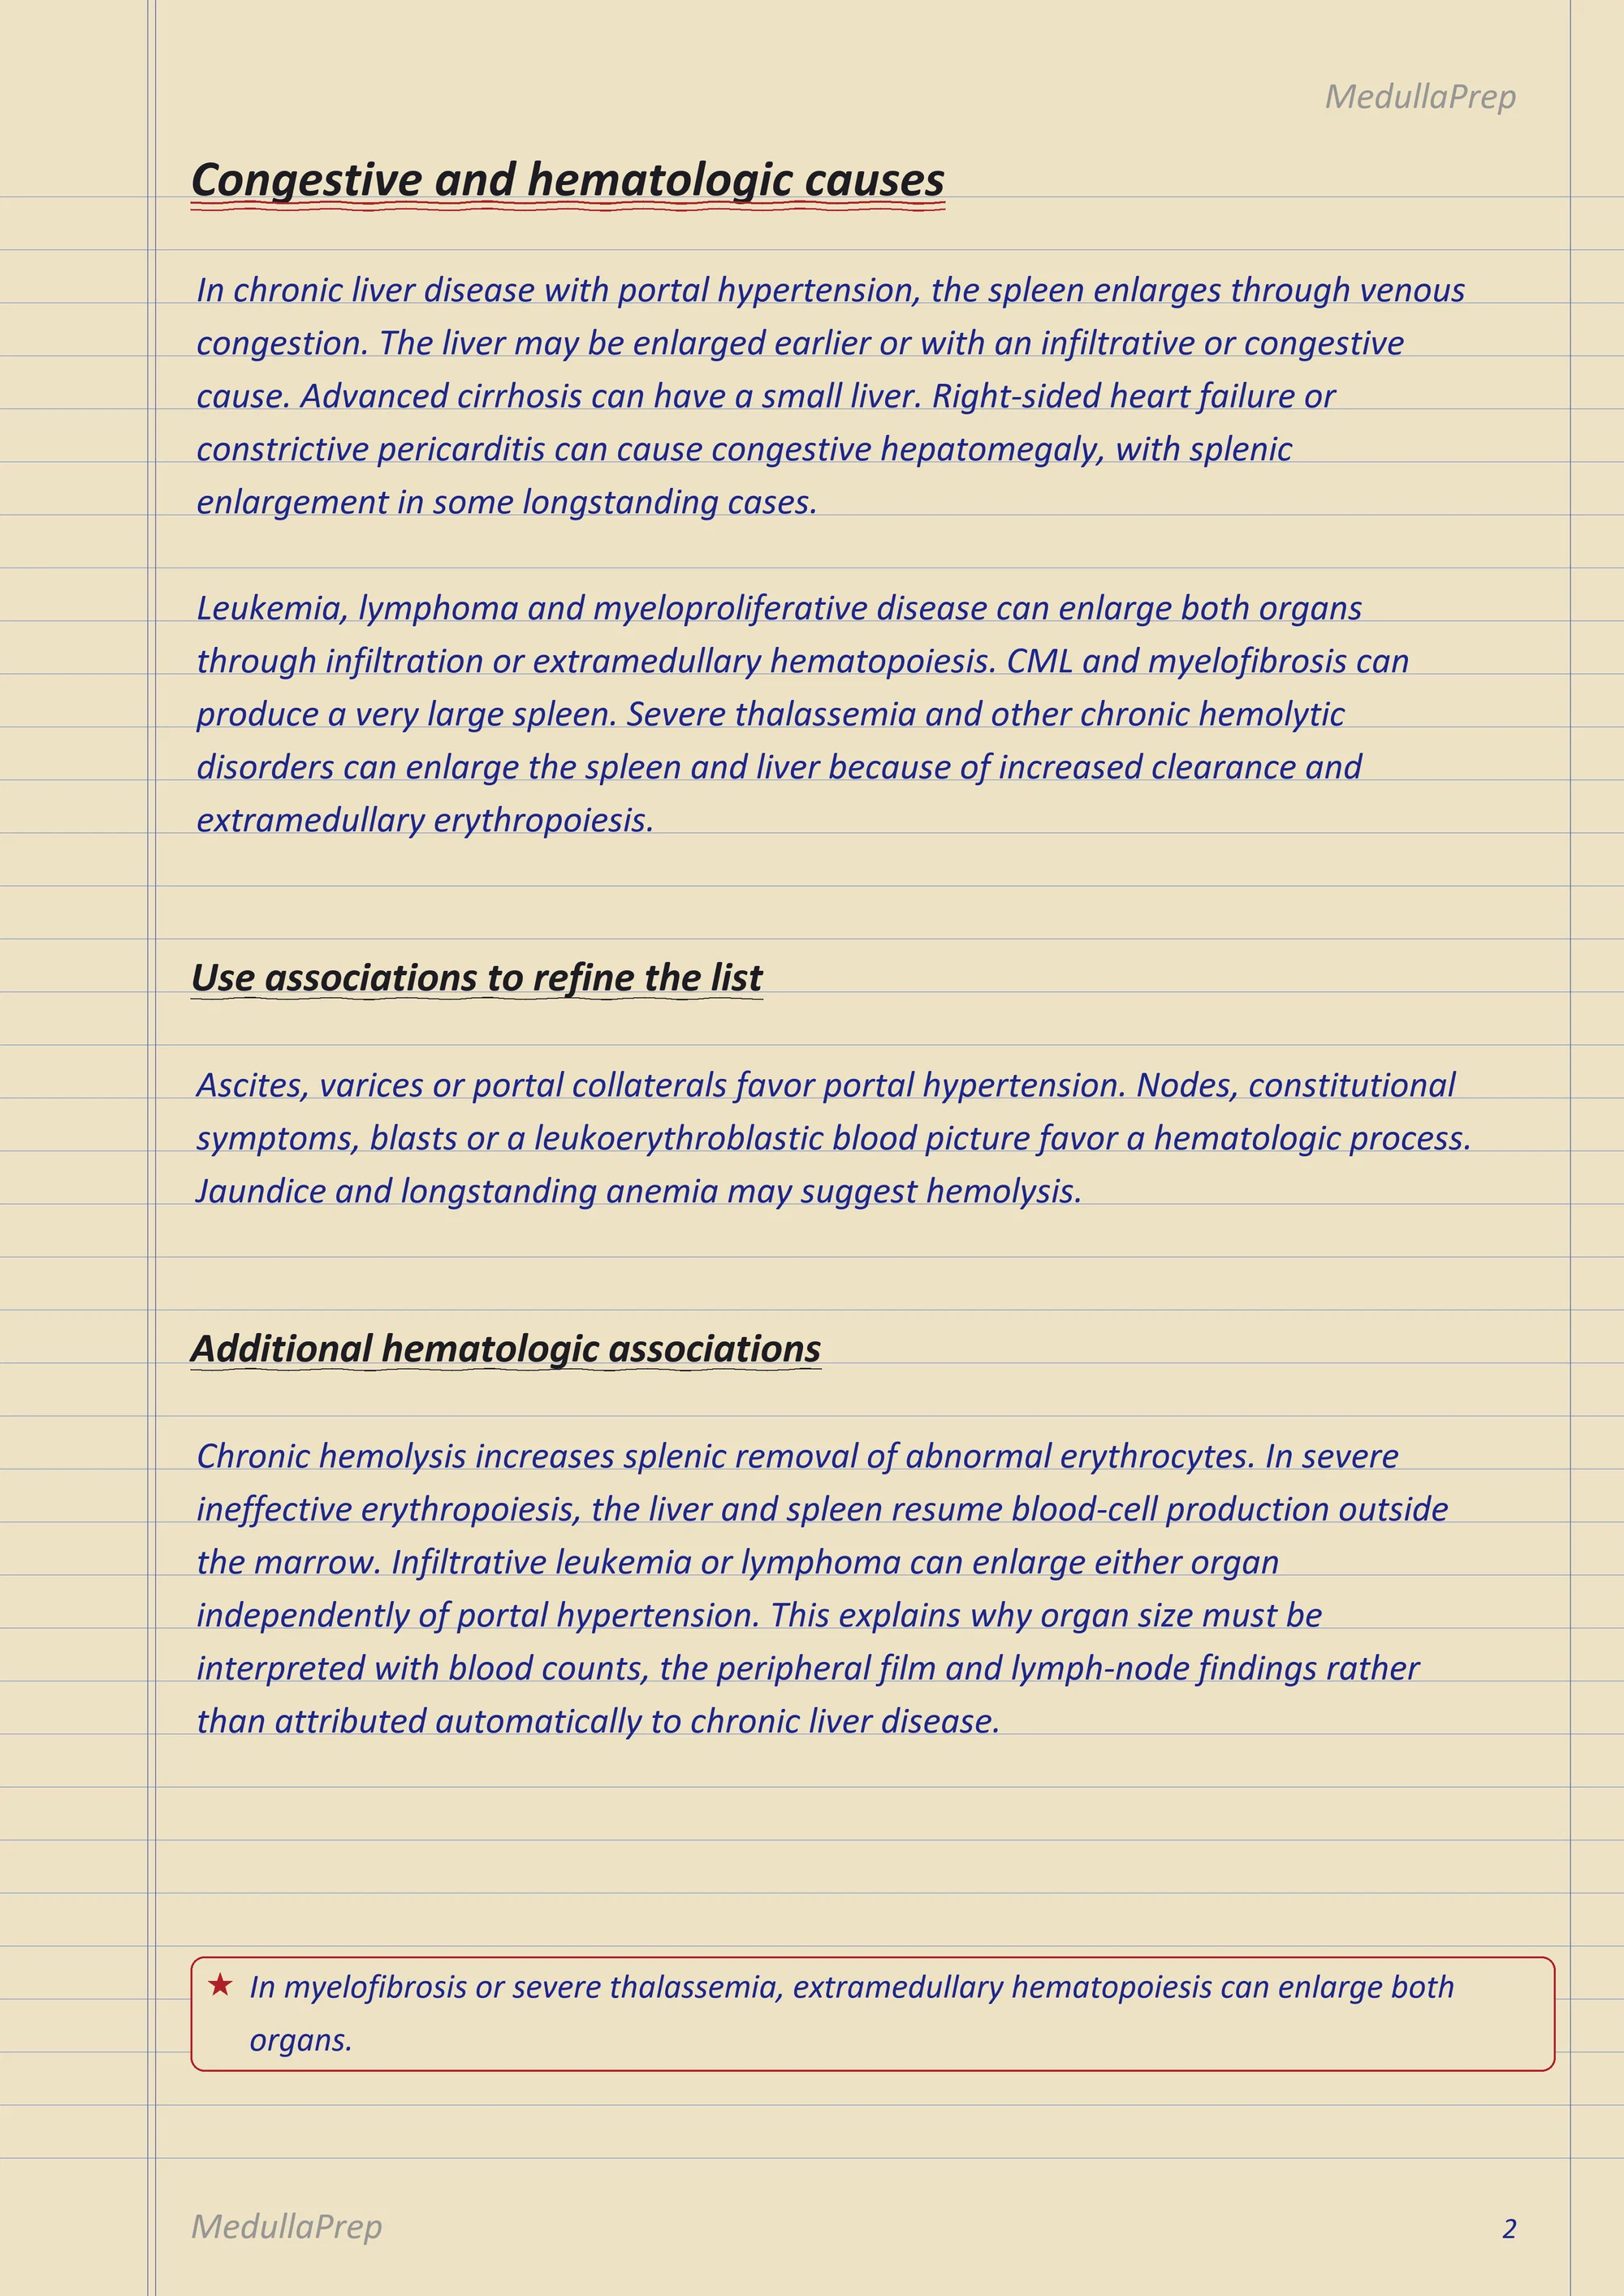 MedullaPrep
Congestive and hematologic causes
In chronic liver disease with portal hypertension, the spleen enlarges through venous
congestion. The liver may be enlarged earlier or with an infiltrative or congestive
cause. Advanced cirrhosis can have a small liver. Right-sided heart failure or
constrictive pericarditis can cause congestive hepatomegaly, with splenic
enlargement in some longstanding cases.
Leukemia, lymphoma and myeloproliferative disease can enlarge both organs
through infiltration or extramedullary hematopoiesis. CML and myelofibrosis can
produce a very large spleen. Severe thalassemia and other chronic hemolytic
disorders can enlarge the spleen and liver because of increased clearance and
extramedullary erythropoiesis.
Use associations to refine the list
Ascites, varices or portal collaterals favor portal hypertension. Nodes, constitutional
symptoms, blasts or a leukoerythroblastic blood picture favor a hematologic process.
Jaundice and longstanding anemia may suggest hemolysis.
Additional hematologic associations
Chronic hemolysis increases splenic removal of abnormal erythrocytes. In severe
ineffective erythropoiesis, the liver and spleen resume blood-cell production outside
the marrow. Infiltrative leukemia or lymphoma can enlarge either organ
independently of portal hypertension. This explains why organ size must be
interpreted with blood counts, the peripheral film and lymph-node findings rather
than attributed automatically to chronic liver disease.
★ In myelofibrosis or severe thalassemia, extramedullary hematopoiesis can enlarge both
organs.
MedullaPrep
2